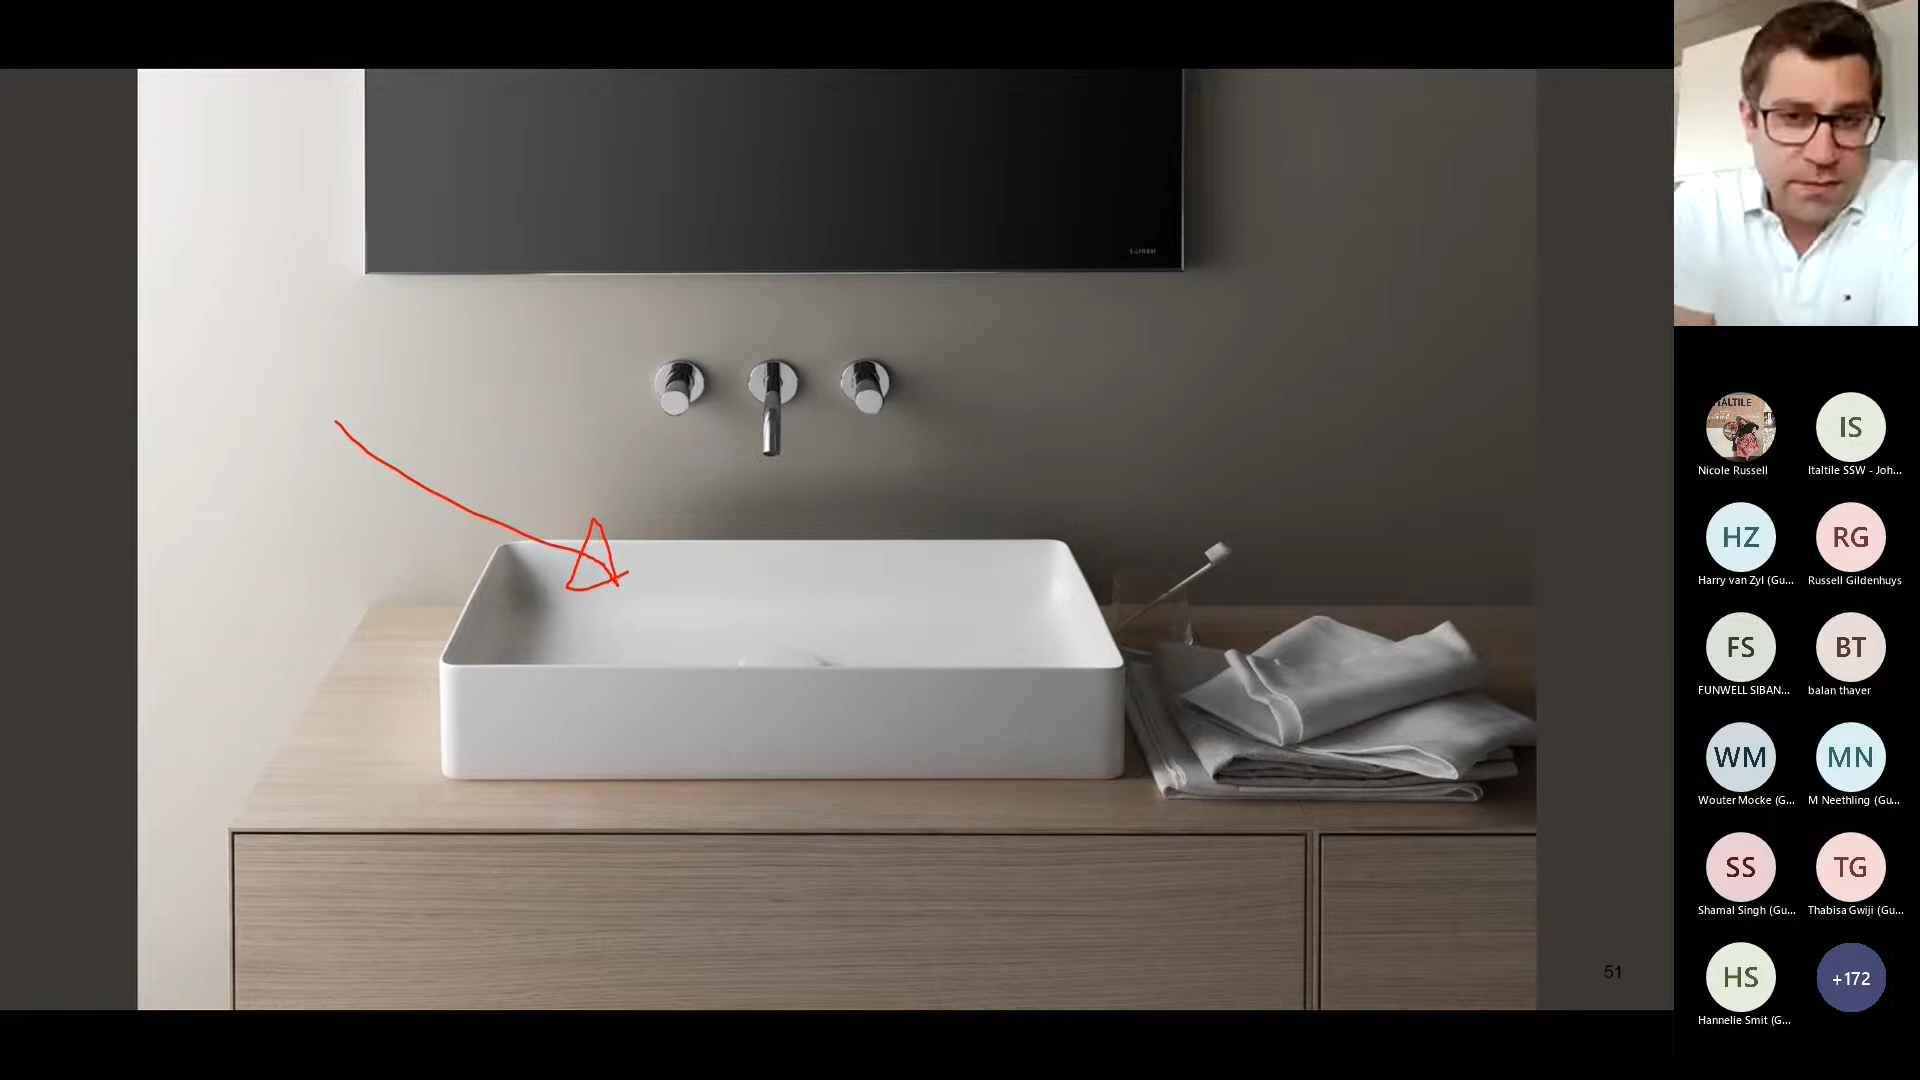 ITALTILE
IS
Nicole Russell
Italtile SSW - Joh...
HZ
RG
Harry van Zyl (Gu...
Russell Gildenhuys
FS
BT
FUNWELL SIBAN...
balan thaver
WM
MN
Wouter Mocke (G...
M Neethling (Gu...
SS
TG
Shamal Singh (Gu...
Thabisa Gwiji (Gu...
51
HS
+172
Hannelie Smit (G...